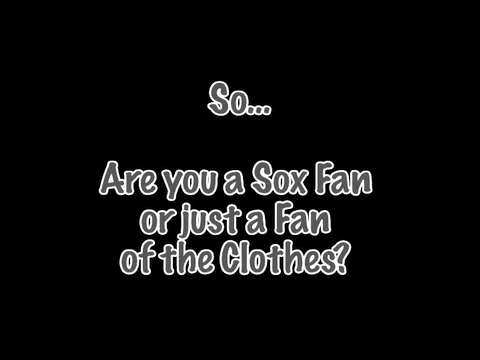 So...
Are you a Sox Fan
or just a Fan
of the Clothes?